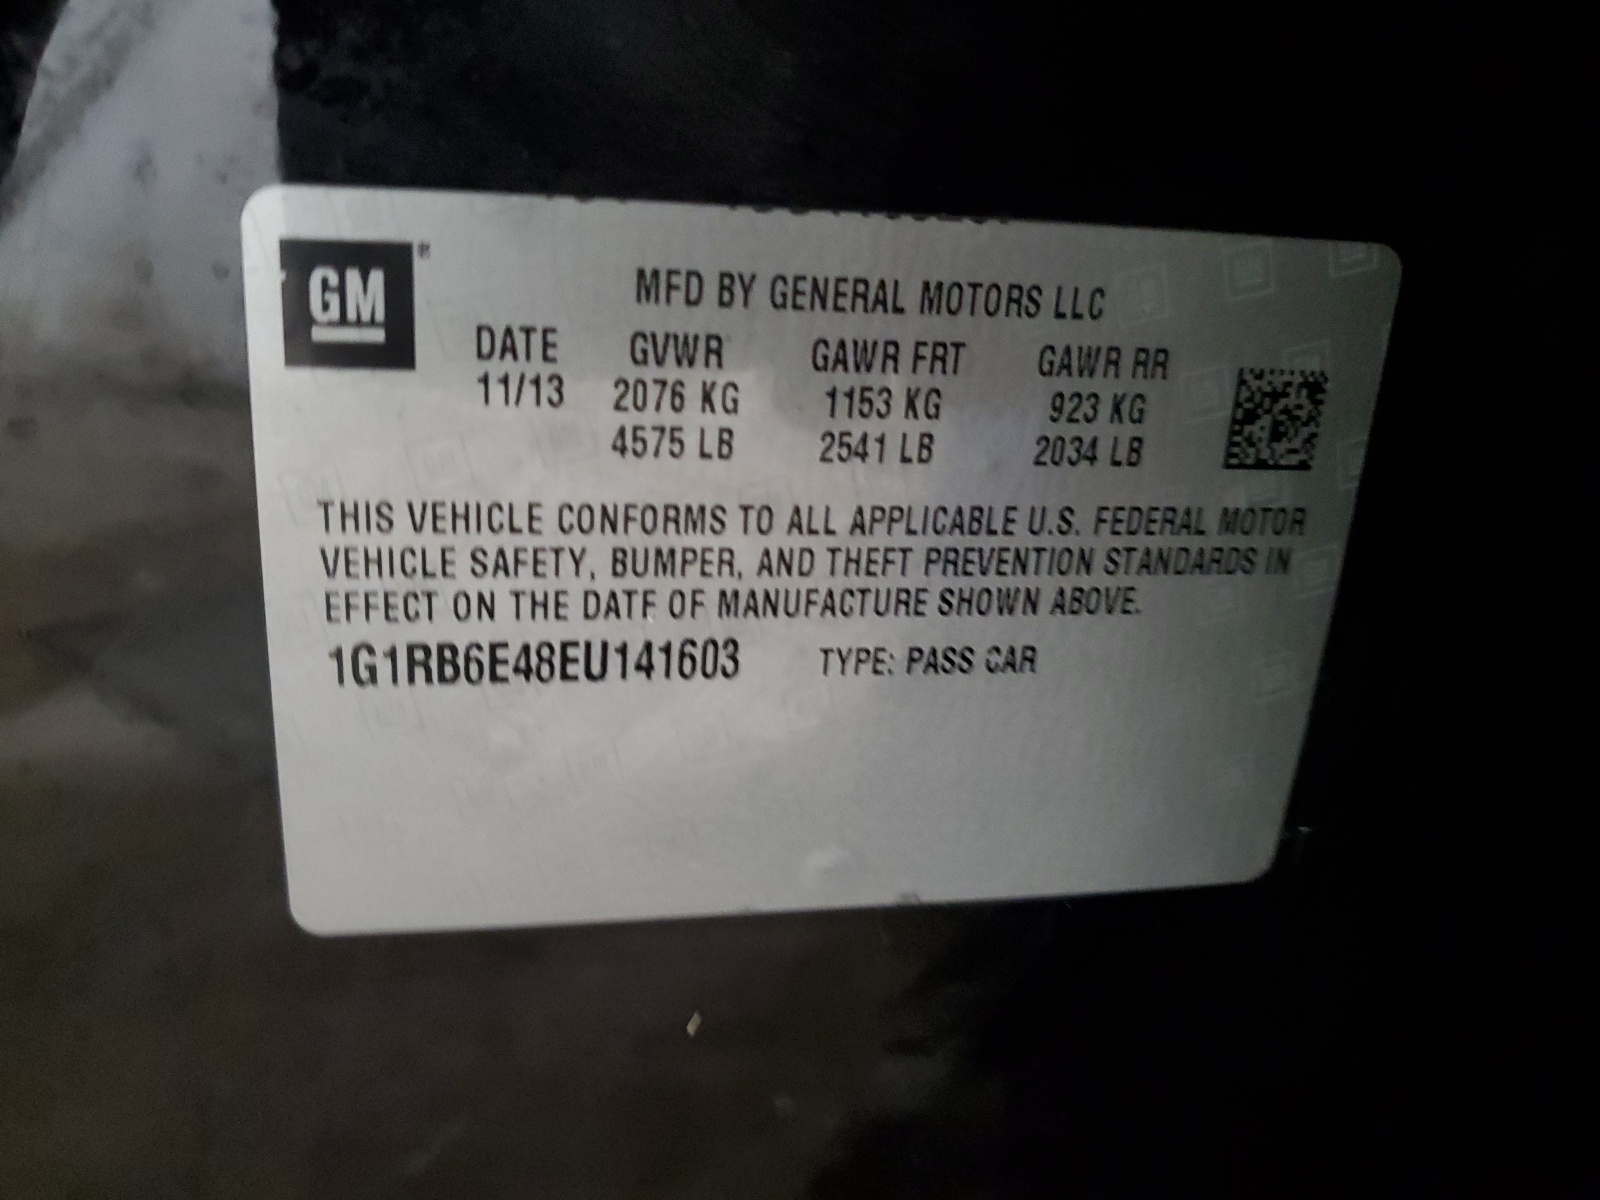 GM ®
MFD BY GENERAL MOTORS LLC
DATE GVWR GAWR FRT GAWR RR
11/13 2076 KG 1153 KG 923 KG
4575 LB 2541 LB 2034 LB
THIS VEHICLE CONFORMS TO ALL APPLICABLE U.S. FEDERAL MOTOR
VEHICLE SAFETY, BUMPER, AND THEFT PREVENTION STANDARDS IN
EFFECT ON THE DATE OF MANUFACTURE SHOWN ABOVE.
1G1RB6E48EU141603 TYPE: PASS CAR